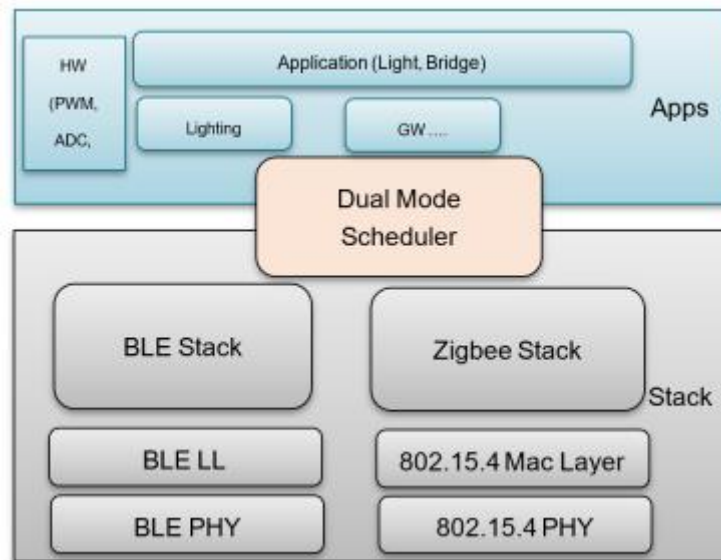 HW
(PWM,
ADC,
Application (Light, Bridge)
Lighting
GW ....
Apps
Dual Mode
Scheduler
BLE Stack
Zigbee Stack
Stack
BLE LL
802.15.4 Mac Layer
BLE PHY
802.15.4 PHY